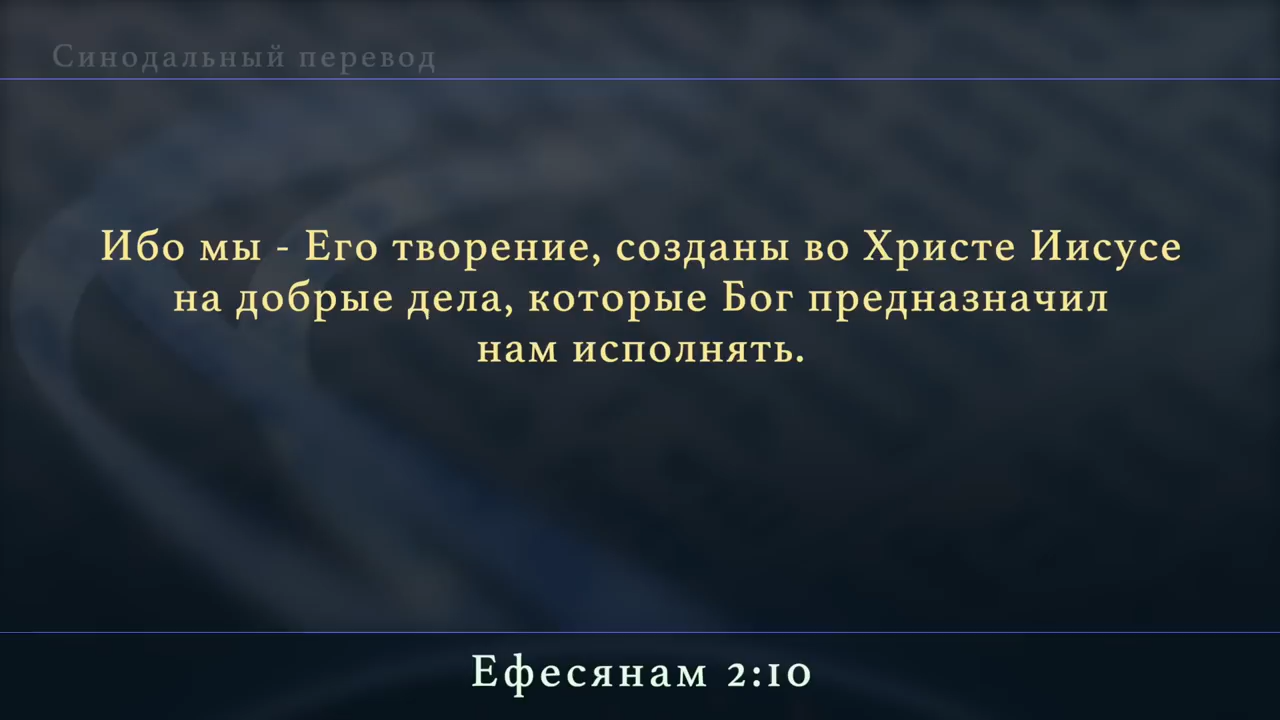 Синодальный перевод
Ибо мы - Его творение, созданы во Христе Иисусе
на добрые дела, которые Бог предназначил
нам исполнять.
Ефесянам 2:10